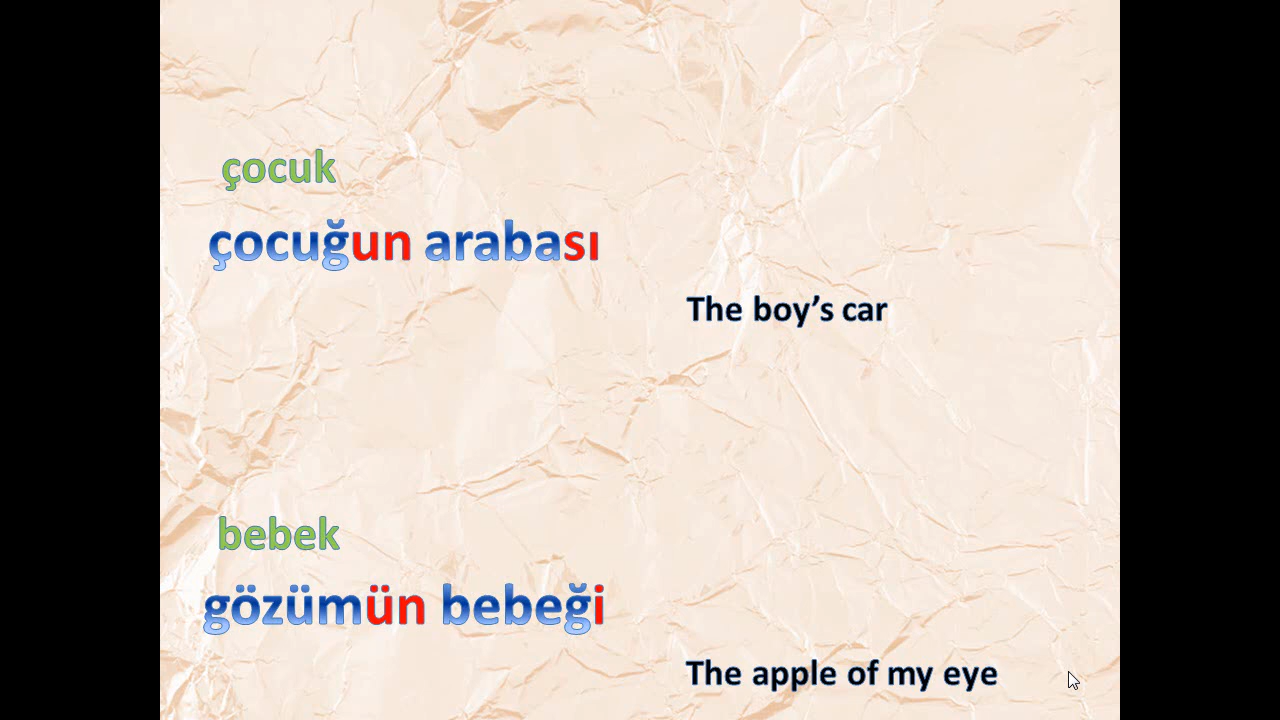 çocuk
çocuğun arabası
The boy’s car
bebek
gözümün bebeği
The apple of my eye